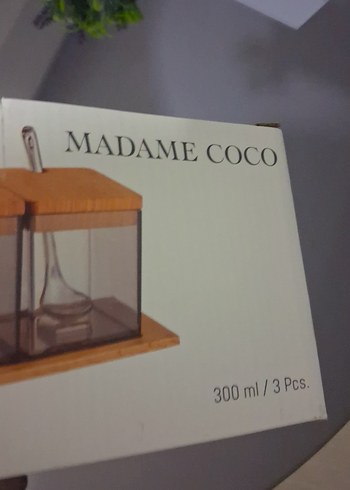 MADAME COCO
300 ml / 3 Pcs.